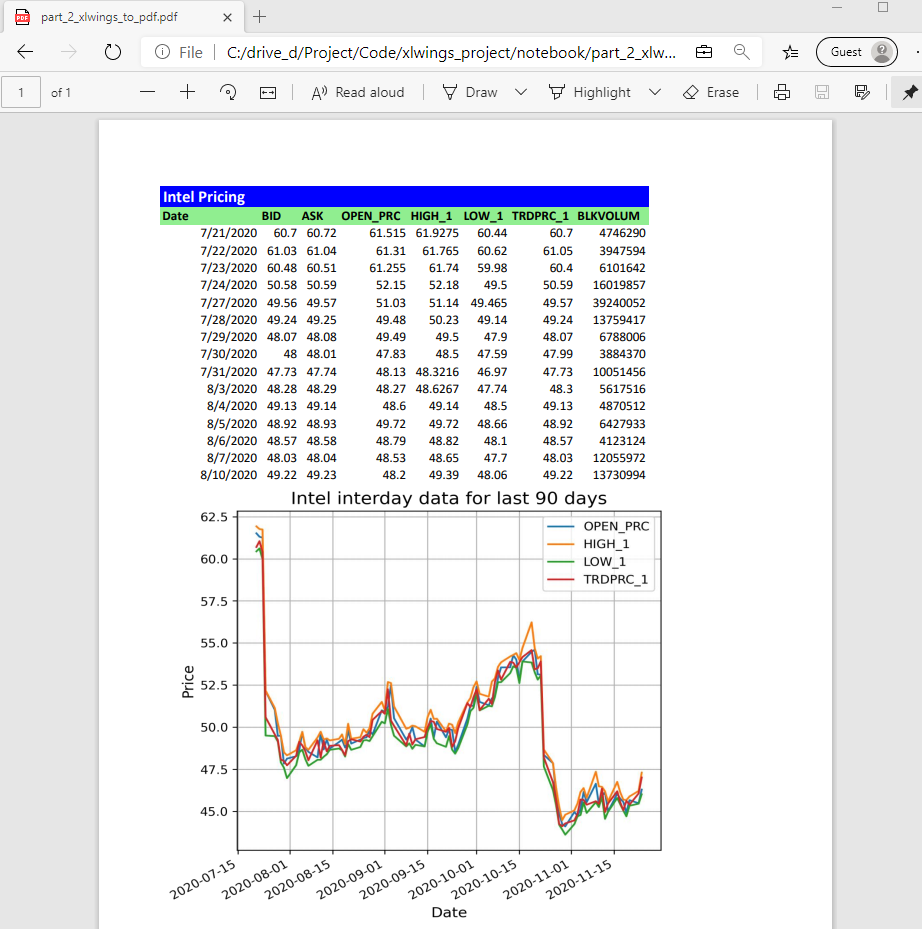 part_2_xlwings_to_pdf.pdf
File C:/drive_d/Project/Code/xlwings_project/notebook/part_2_xlw... Guest
1 of 1 Read aloud Draw Highlight Erase
Intel Pricing
Date BID ASK OPEN_PRC HIGH_1 LOW_1 TRDPRC_1 BLKVOLUM
7/21/2020 60.7 60.72 61.515 61.9275 60.44 60.7 4746290
7/22/2020 61.03 61.04 61.31 61.765 60.62 61.05 3947594
7/23/2020 60.48 60.51 61.255 61.74 59.98 60.4 6101642
7/24/2020 50.58 50.59 52.15 52.18 49.5 50.59 16019857
7/27/2020 49.56 49.57 51.03 51.14 49.465 49.57 39240052
7/28/2020 49.24 49.25 49.48 50.23 49.14 49.24 13759417
7/29/2020 48.07 48.08 49.49 49.5 47.9 48.07 6788006
7/30/2020 48 48.01 47.83 48.5 47.59 47.99 3884370
7/31/2020 47.73 47.74 48.13 48.3216 46.97 47.73 10051456
8/3/2020 48.28 48.29 48.27 48.6267 47.74 48.3 5617516
8/4/2020 49.13 49.14 48.6 49.14 48.5 49.13 4870512
8/5/2020 48.92 48.93 49.72 49.72 48.66 48.92 6427933
8/6/2020 48.57 48.58 48.79 48.82 48.1 48.57 4123124
8/7/2020 48.03 48.04 48.53 48.65 47.7 48.03 12055972
8/10/2020 49.22 49.23 48.2 49.39 48.06 49.22 13730994
Intel interday data for last 90 days
OPEN_PRC
HIGH_1
LOW_1
TRDPRC_1
62.5
60.0
57.5
55.0
52.5
50.0
47.5
45.0
Price
2020-07-15 2020-08-01 2020-08-15 2020-09-01 2020-09-15 2020-10-01 2020-10-15 2020-11-01 2020-11-15
Date